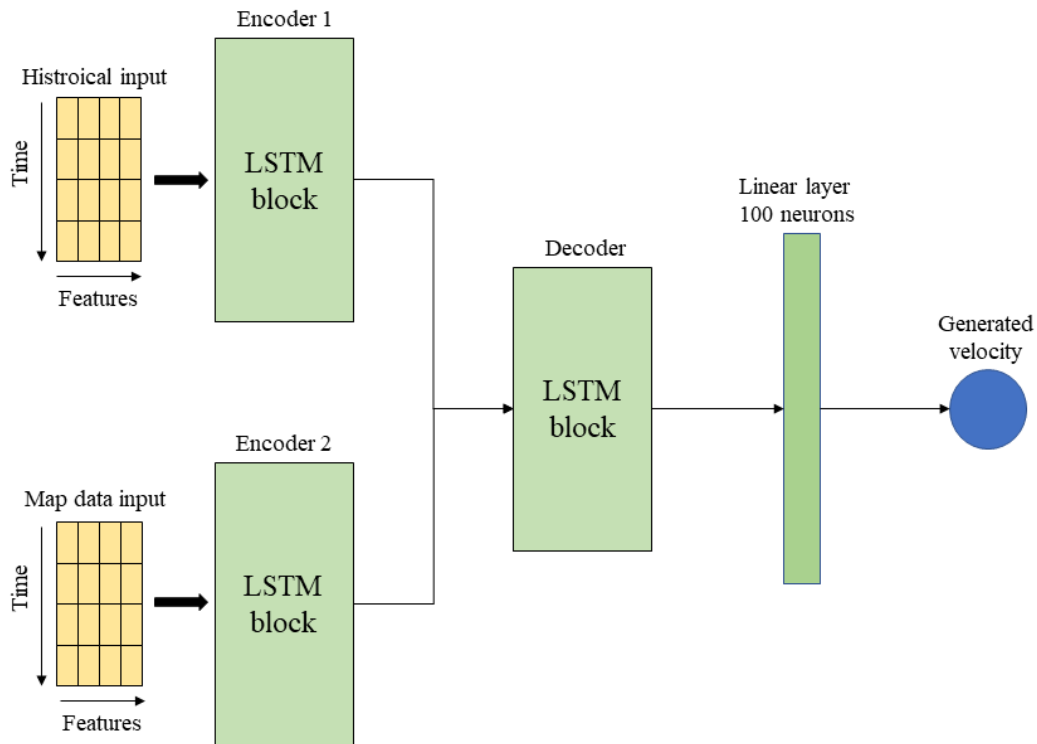 Encoder 1
Histroical input
Time
LSTM
block
Features
Linear layer
100 neurons
Decoder
LSTM
block
Generated
velocity
Encoder 2
Map data input
Time
LSTM
block
Features